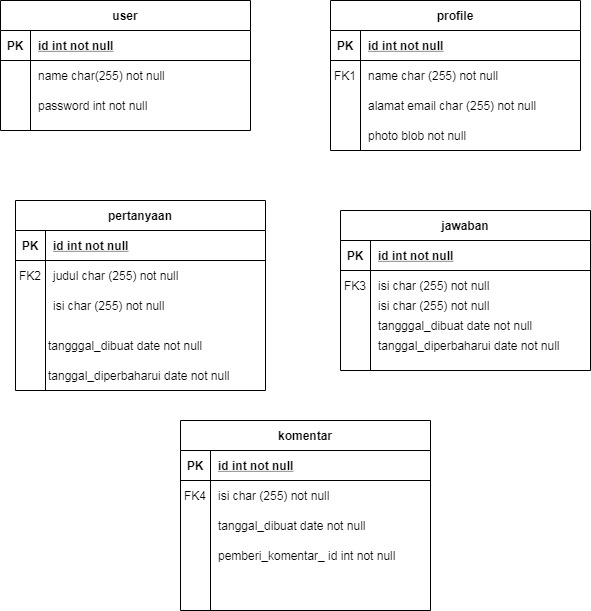 user
PK id int not null
name char(255) not null
password int not null
profile
PK id int not null
FK1 name char (255) not null
alamat email char (255) not null
photo blob not null
pertanyaan
PK id int not null
FK2 judul char (255) not null
isi char (255) not null
tangggal_dibuat date not null
tanggal_diperbaharui date not null
jawaban
PK id int not null
FK3 isi char (255) not null
isi char (255) not null
tangggal_dibuat date not null
tanggal_diperbaharui date not null
komentar
PK id int not null
FK4 isi char (255) not null
tanggal_dibuat date not null
pemberi_komentar_ id int not null